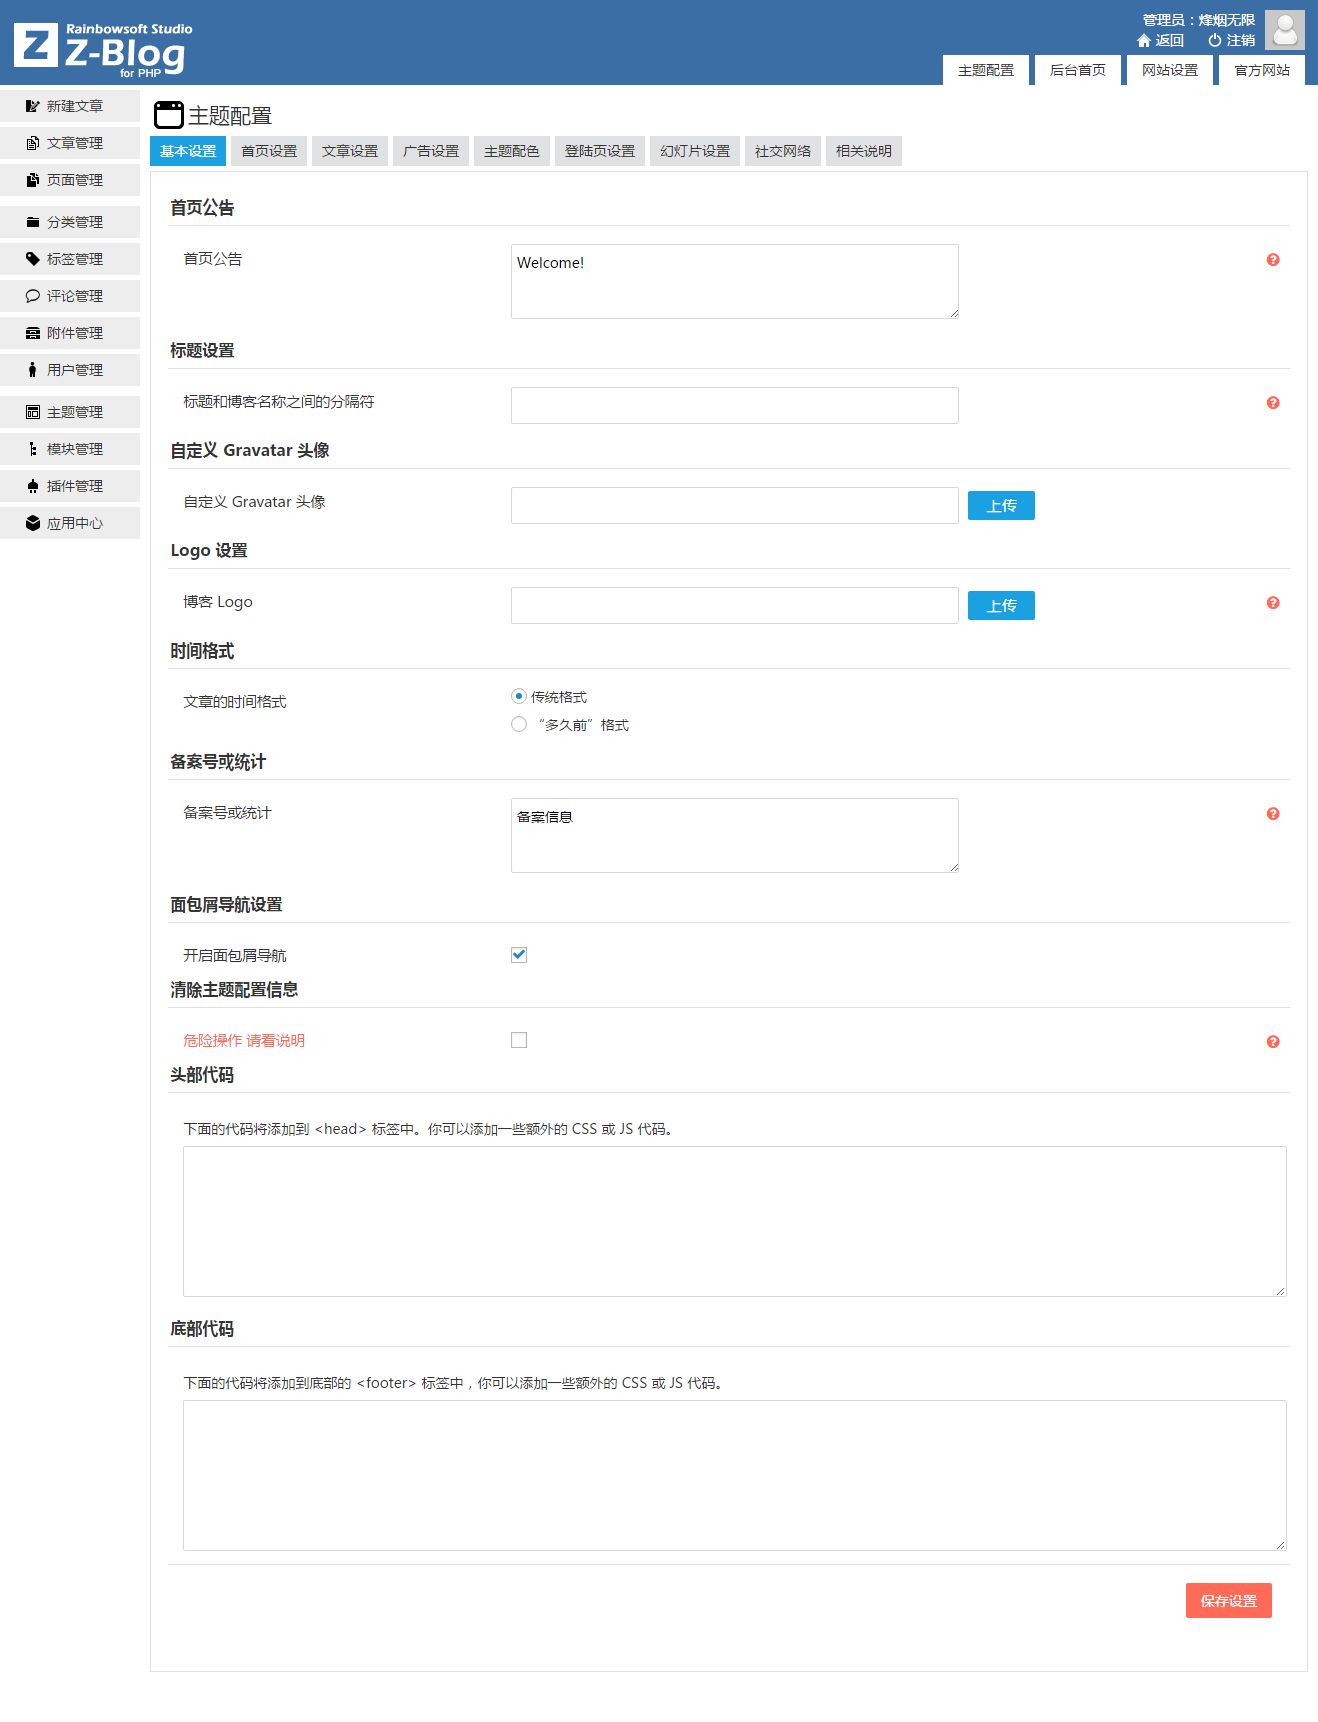 Rainbowsoft Studio
Z-Blog
for PHP
管理员：烽烟无限
返回 注销
主题配置 后台首页 网站设置 官方网站
新建文章
文章管理
页面管理
分类管理
标签管理
评论管理
附件管理
用户管理
主题管理
模块管理
插件管理
应用中心
主题配置
基本设置 首页设置 文章设置 广告设置 主题配色 登陆页设置 幻灯片设置 社交网络 相关说明
首页公告
首页公告 Welcome!
标题设置
标题和博客名称之间的分隔符
自定义 Gravatar 头像
自定义 Gravatar 头像 上传
Logo 设置
博客 Logo 上传
时间格式
文章的时间格式 传统格式
“多久前”格式
备案号或统计
备案号或统计 备案信息
面包屑导航设置
开启面包屑导航
清除主题配置信息
危险操作 请看说明
头部代码
下面的代码将添加到 <head> 标签中。你可以添加一些额外的 CSS 或 JS 代码。
底部代码
下面的代码将添加到底部的 <footer> 标签中，你可以添加一些额外的 CSS 或 JS 代码。
保存设置